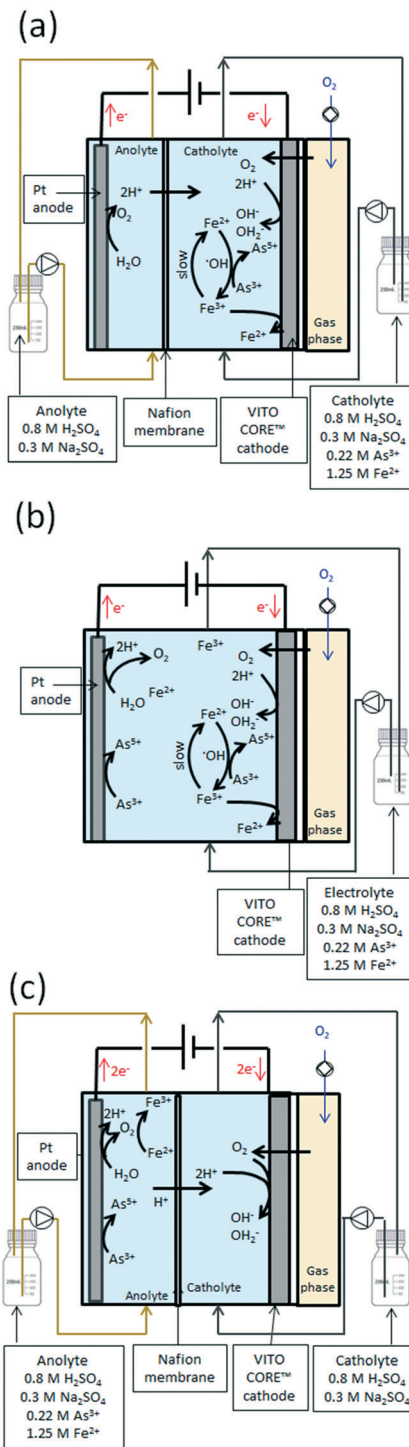 (a)
O₂
e⁻
e⁻
Anolyte
Catholyte
O₂
Pt
anode
2H⁺
2H⁺
O₂
OH⁻
OH₂⁻
Fe²⁺
As⁵⁺
H₂O
slow
·OH
As³⁺
Fe³⁺
Fe²⁺
Gas
phase
Anolyte
0.8 M H₂SO₄
0.3 M Na₂SO₄
Nafion
membrane
VITO
CORE™
cathode
Catholyte
0.8 M H₂SO₄
0.3 M Na₂SO₄
0.22 M As³⁺
1.25 M Fe²⁺
(b)
O₂
e⁻
e⁻
2H⁺
O₂
Fe³⁺
O₂
2H⁺
Pt
anode
H₂O
Fe²⁺
OH⁻
OH₂⁻
Fe²⁺
As⁵⁺
As⁵⁺
slow
·OH
As³⁺
As³⁺
Fe³⁺
Fe²⁺
Gas
phase
VITO
CORE™
cathode
Electrolyte
0.8 M H₂SO₄
0.3 M Na₂SO₄
0.22 M As³⁺
1.25 M Fe²⁺
(c)
O₂
2e⁻
2e⁻
Fe³⁺
2H⁺
O₂
O₂
Pt
anode
Fe²⁺
H₂O
H⁺
2H⁺
As⁵⁺
OH⁻
OH₂⁻
As³⁺
Gas
phase
Anolyte
Catholyte
Anolyte
0.8 M H₂SO₄
0.3 M Na₂SO₄
0.22 M As³⁺
1.25 M Fe²⁺
Nafion
membrane
VITO
CORE™
cathode
Catholyte
0.8 M H₂SO₄
0.3 M Na₂SO₄